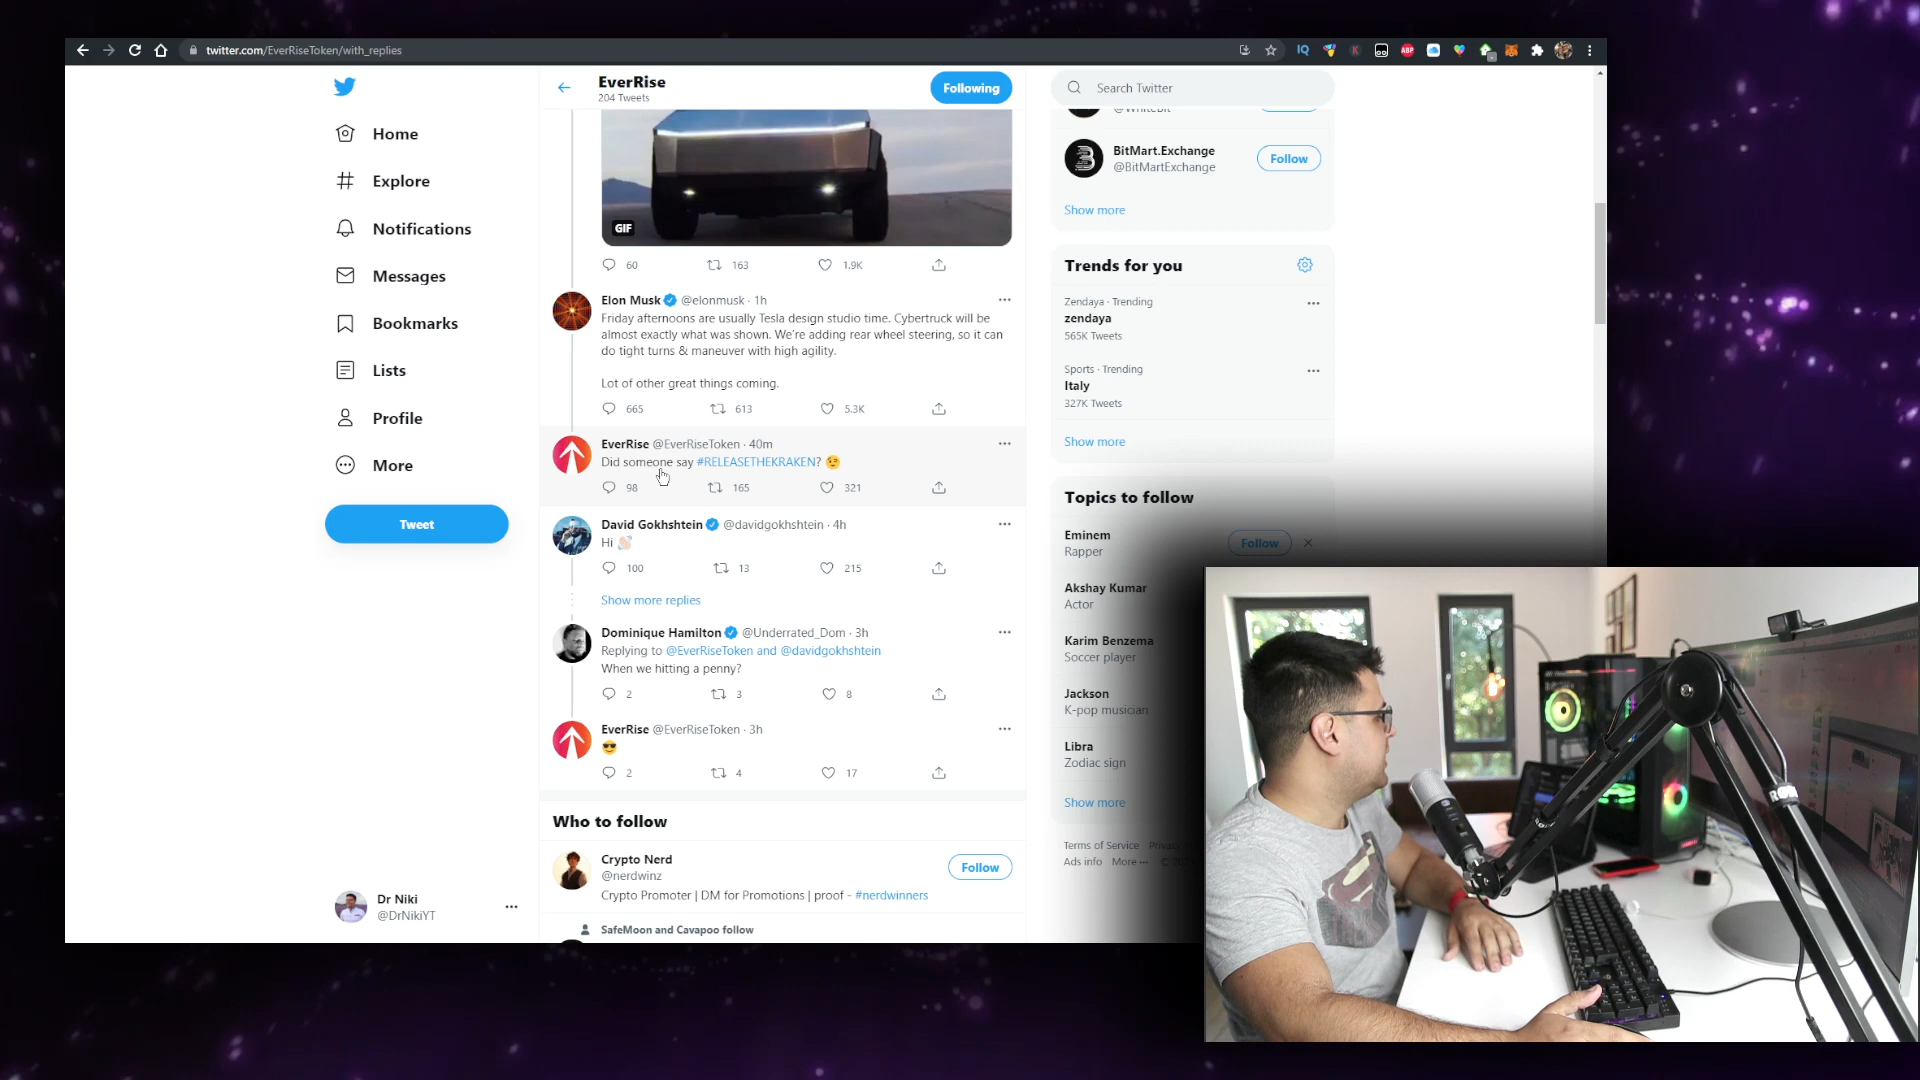 twitter.com/EverRiseToken/with_replies
EverRise
204 Tweets
Following
Search Twitter
Home
Explore
Notifications
Messages
Bookmarks
Lists
Profile
More
Tweet
Dr Niki
@DrNikiYT
GIF
60 163 1.9K
Elon Musk @elonmusk · 1h
Friday afternoons are usually Tesla design studio time. Cybertruck will be
almost exactly what was shown. We're adding rear wheel steering, so it can
do tight turns & maneuver with high agility.
Lot of other great things coming.
665 613 5.3K
EverRise @EverRiseToken · 40m
Did someone say #RELEASETHEKRAKEN? 😉
98 165 321
David Gokhshtein @davidgokhshtein · 4h
Hi 👋🏻
100 13 215
Show more replies
Dominique Hamilton @Underrated_Dom · 3h
Replying to @EverRiseToken and @davidgokhshtein
When we hitting a penny?
2 3 8
EverRise @EverRiseToken · 3h
😎
2 4 17
Who to follow
Crypto Nerd
@nerdwinz
Follow
Crypto Promoter | DM for Promotions | proof - #nerdwinners
SafeMoon and Cavapoo follow
@WhiteBit
BitMart.Exchange
@BitMartExchange
Follow
Show more
Trends for you
Zendaya · Trending
zendaya
565K Tweets
Sports · Trending
Italy
327K Tweets
Show more
Topics to follow
Eminem
Rapper
Follow
Akshay Kumar
Actor
Karim Benzema
Soccer player
Jackson
K-pop musician
Libra
Zodiac sign
Show more
Terms of Service
Ads info More ···
IQ
K
ABP
RODE